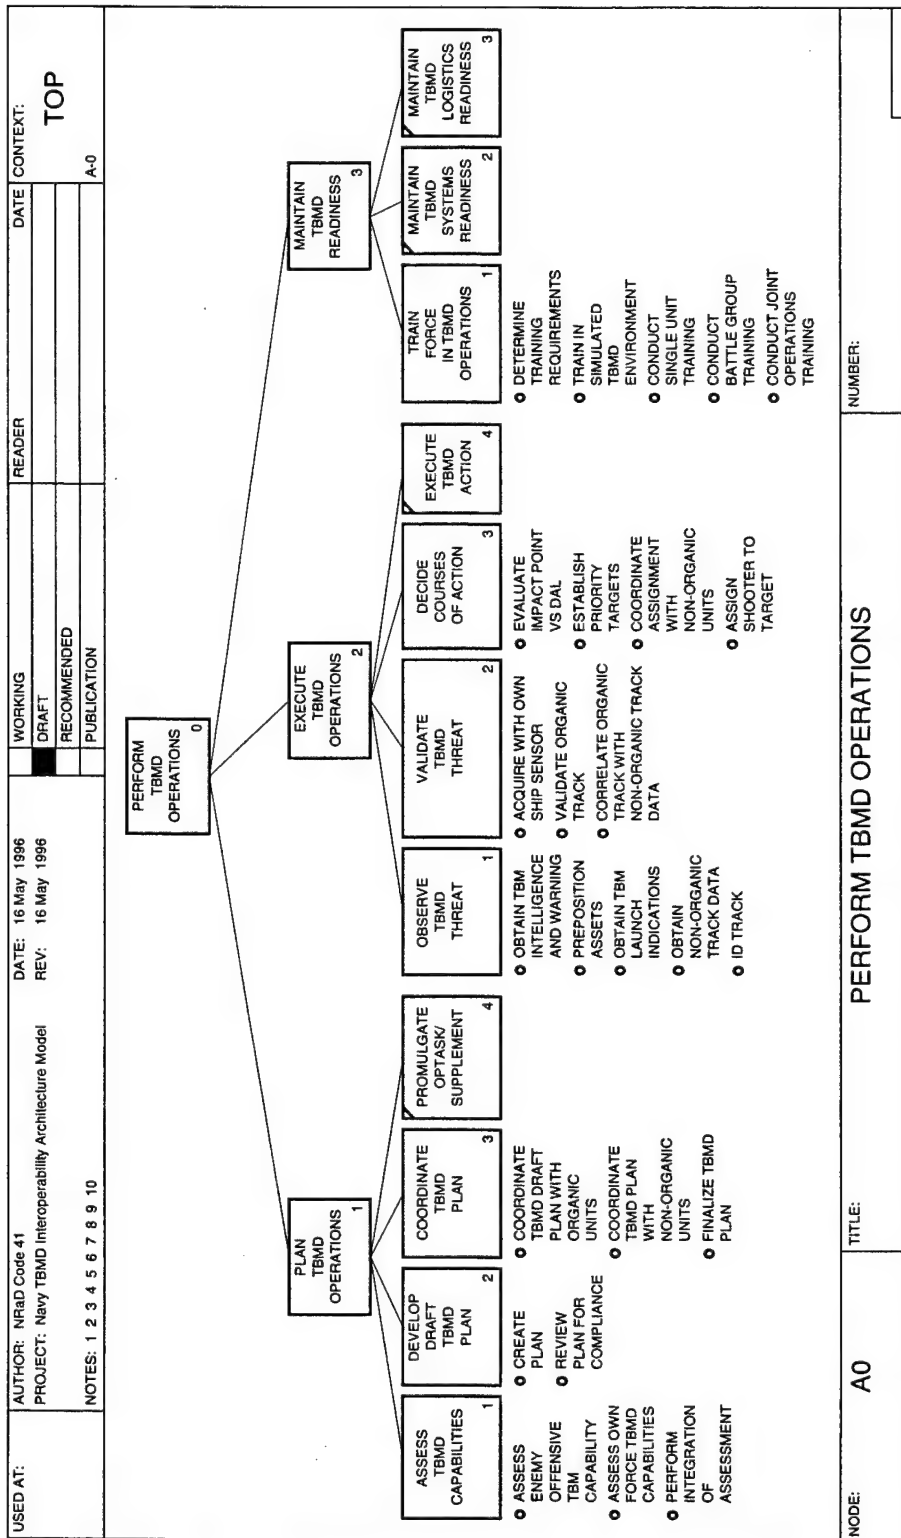 USED AT:
AUTHOR: NRaD Code 41
PROJECT: Navy TBMD Interoperability Architecture Model
NOTES: 1 2 3 4 5 6 7 8 9 10
DATE: 16 May 1996
REV: 16 May 1996
WORKING
DRAFT
RECOMMENDED
PUBLICATION
READER
DATE
CONTEXT:
TOP
A-0
PERFORM
TBMD
OPERATIONS
0
PLAN
TBMD
OPERATIONS
1
EXECUTE
TBMD
OPERATIONS
2
MAINTAIN
TBMD
READINESS
3
ASSESS
TBMD
CAPABILITIES
1
ASSESS
ENEMY
OFFENSIVE
TBM
CAPABILITY
ASSESS OWN
FORCE TBMD
CAPABILITIES
PERFORM
INTEGRATION
OF
ASSESSMENT
DEVELOP
DRAFT
TBMD
PLAN
2
CREATE
PLAN
REVIEW
PLAN FOR
COMPLIANCE
COORDINATE
TBMD
PLAN
3
COORDINATE
TBMD DRAFT
PLAN WITH
ORGANIC
UNITS
COORDINATE
TBMD PLAN
WITH
NON-ORGANIC
UNITS
FINALIZE TBMD
PLAN
PROMULGATE
OPTASK/
SUPPLEMENT
4
OBSERVE
TBMD
THREAT
1
OBTAIN TBM
INTELLIGENCE
AND WARNING
PREPOSITION
ASSETS
OBTAIN TBM
LAUNCH
INDICATIONS
OBTAIN
NON-ORGANIC
TRACK DATA
ID TRACK
VALIDATE
TBMD
THREAT
2
ACQUIRE WITH OWN
SHIP SENSOR
VALIDATE ORGANIC
TRACK
CORRELATE ORGANIC
TRACK WITH
NON-ORGANIC TRACK
DATA
DECIDE
COURSES
OF ACTION
3
EVALUATE
IMPACT POINT
VS DAL
ESTABLISH
PRIORITY
TARGETS
COORDINATE
ASSIGNMENT
WITH
NON-ORGANIC
UNITS
ASSIGN
SHOOTER TO
TARGET
EXECUTE
TBMD
ACTION
4
TRAIN
FORCE
IN TBMD
OPERATIONS
1
DETERMINE
TRAINING
REQUIREMENTS
TRAIN IN
SIMULATED
TBMD
ENVIRONMENT
CONDUCT
SINGLE UNIT
TRAINING
CONDUCT
BATTLE GROUP
TRAINING
CONDUCT JOINT
OPERATIONS
TRAINING
MAINTAIN
TBMD
SYSTEMS
READINESS
2
MAINTAIN
TBMD
LOGISTICS
READINESS
3
NODE:
A0
TITLE:
PERFORM TBMD OPERATIONS
NUMBER: